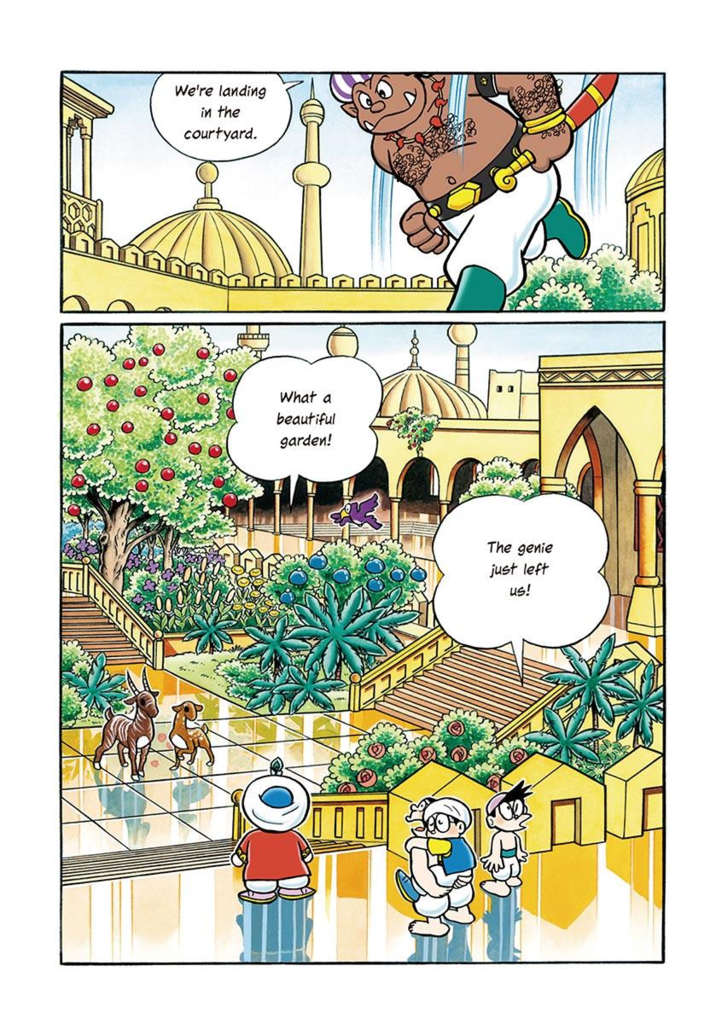 We're landing
in the
courtyard.
What a
beautiful
garden!
The genie
just left
us!